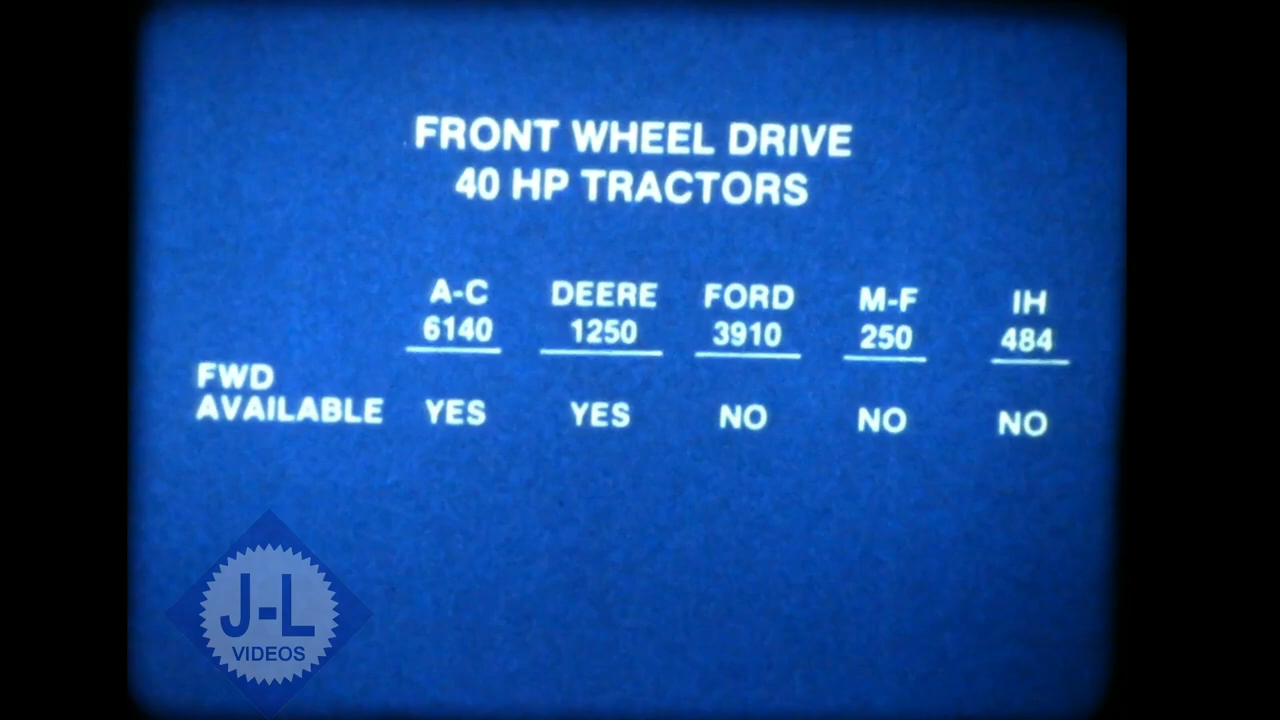 FRONT WHEEL DRIVE
40 HP TRACTORS
A-C DEERE FORD M-F IH
6140 1250 3910 250 484
FWD
AVAILABLE YES YES NO NO NO
J-L
VIDEOS